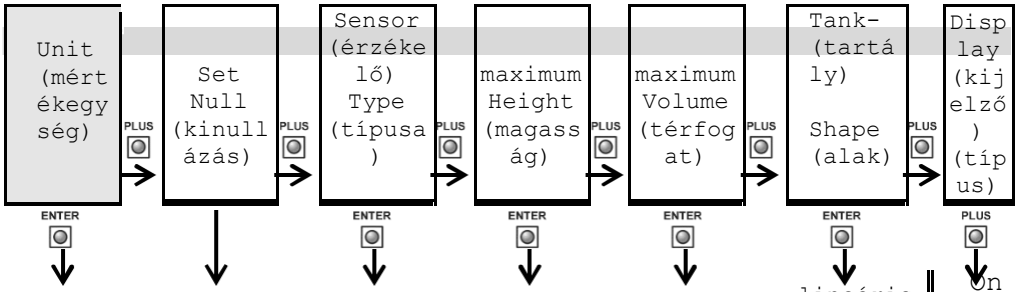 Unit
(mért
ékegy
ség)
PLUS
Set
Null
(kinull
ázás)
PLUS
Sensor
(érzéke
lő)
Type
(típusa
)
PLUS
maximum
Height
(magass
ág)
PLUS
maximum
Volume
(térfog
at)
PLUS
Tank-
(tartá
ly)
Shape
(alak)
PLUS
Disp
lay
(kij
elző
)
(típ
us)
ENTER
ENTER
ENTER
ENTER
ENTER
PLUS
On